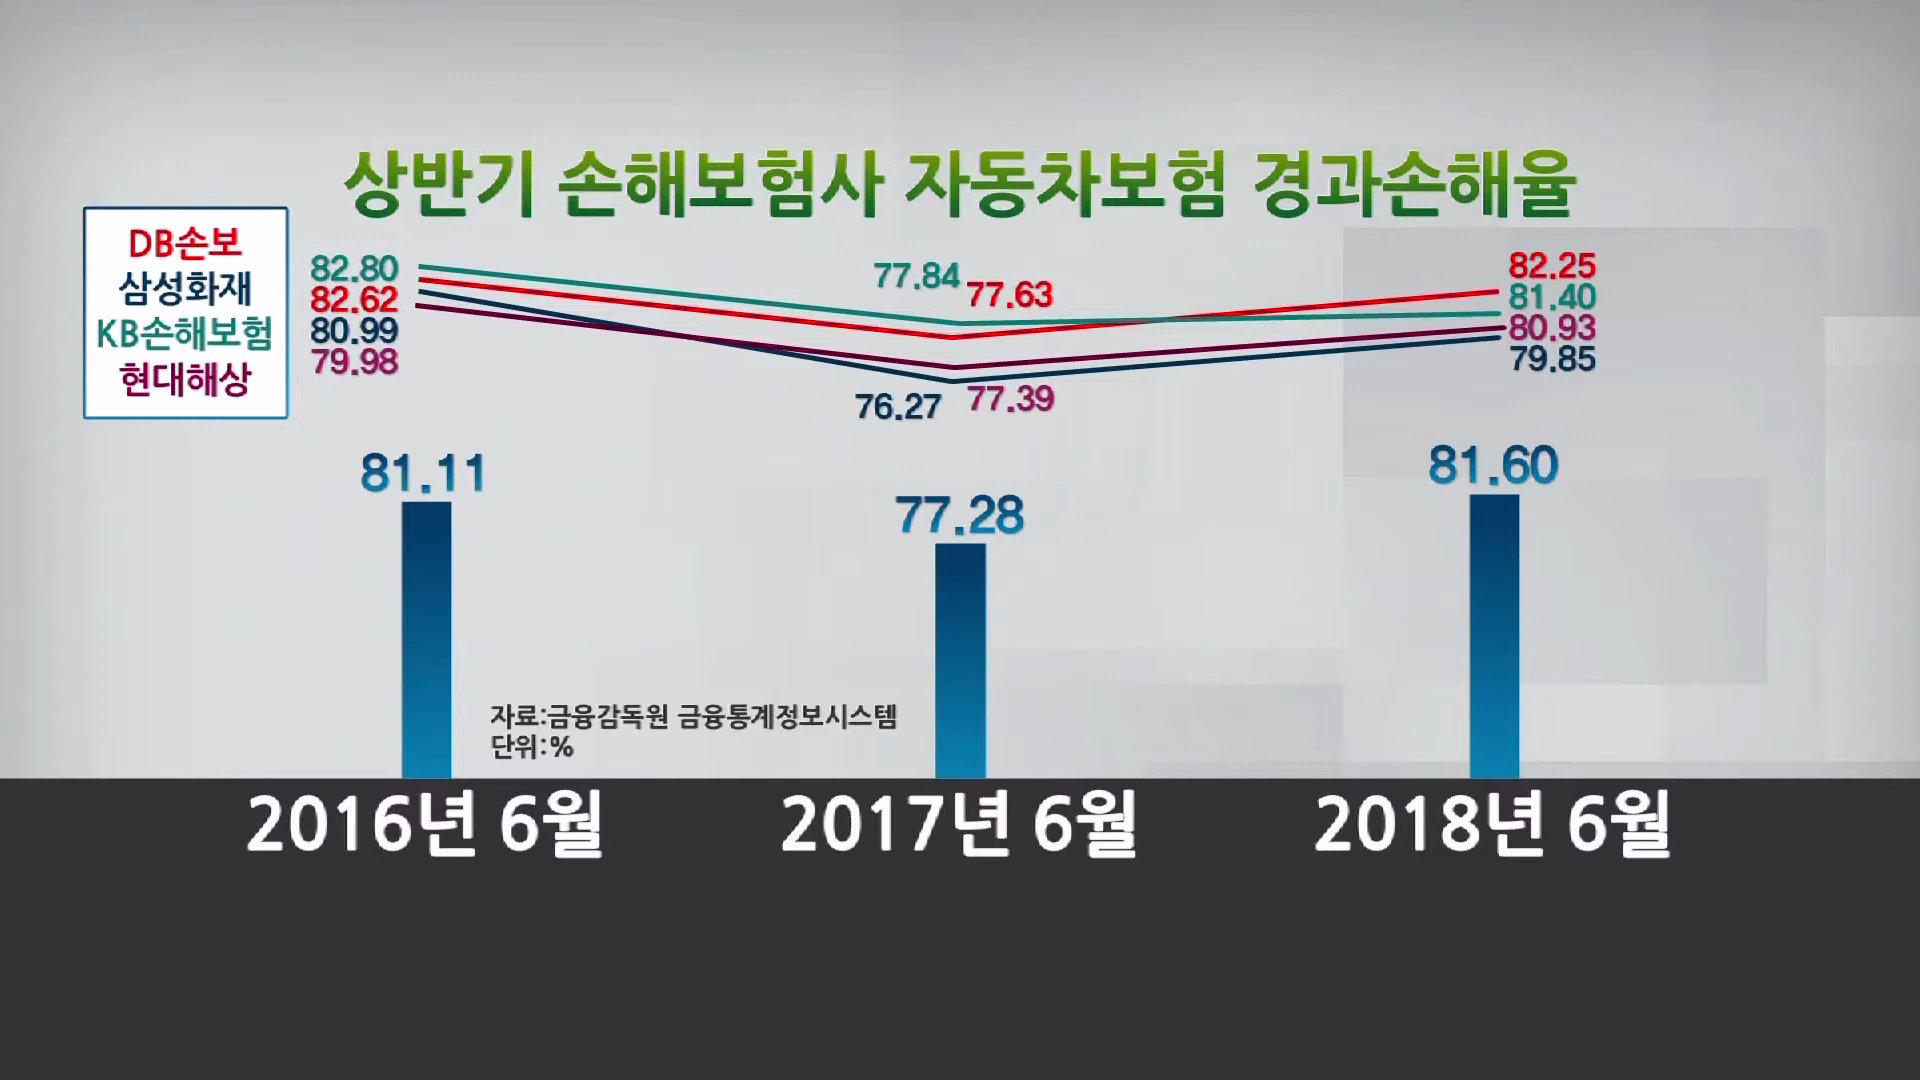 상반기 손해보험사 자동차보험 경과손해율
DB손보
삼성화재
KB손해보험
현대해상
82.80
82.62
80.99
79.98
77.84
77.63
76.27
77.39
82.25
81.40
80.93
79.85
81.11
77.28
81.60
자료:금융감독원 금융통계정보시스템
단위:%
2016년 6월
2017년 6월
2018년 6월